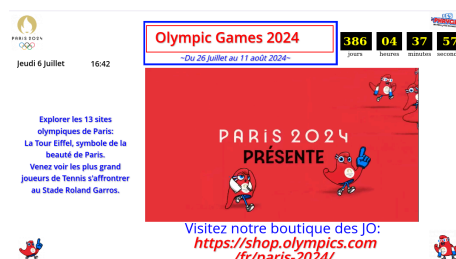 PARIS 2024
Jeudi 6 Juillet 16:42
Olympic Games 2024
~Du 26 Juillet au 11 août 2024~
386 04 37 57
jours heures minutes
Explorer les 13 sites
olympiques de Paris:
La Tour Eiffel, symbole de la
beauté de Paris.
Venez voir les plus grand
joueurs de Tennis s'affrontrer
au Stade Roland Garros.
PARIS 2024
PRÉSENTE
Visitez notre boutique des JO:
https://shop.olympics.com
/fr/paris-2024/